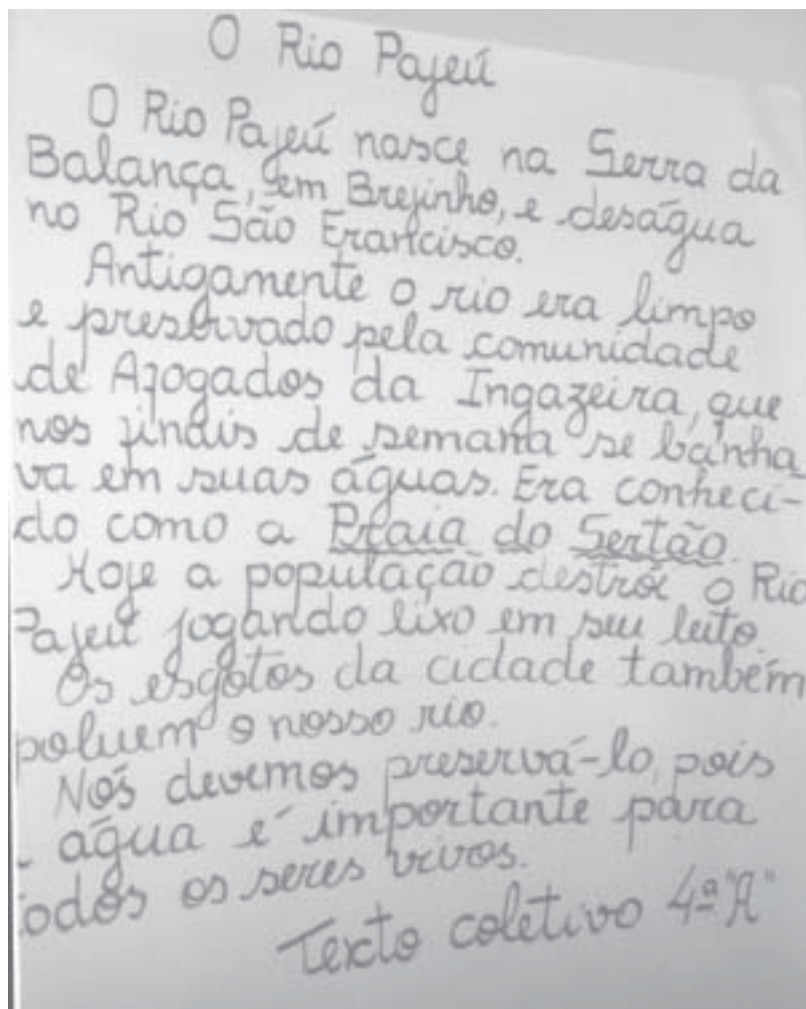 O Rio Pajeú
O Rio Pajeú nasce na Serra da
Balança, em Brejinho, e deságua
no Rio São Francisco.
Antigamente o rio era limpo
e preservado pela comunidade
de Afogados da Ingazeira, que
nos finais de semana se banha
va em suas águas. Era conheci-
do como a Praia do Sertão.
Hoje a população destrói o Rio
Pajeú jogando lixo em seu leito.
Os esgotos da cidade também
poluem o nosso rio.
Nós devemos preservá-lo, pois
a água é importante para
todos os seres vivos.
Texto coletivo 4ª "A"